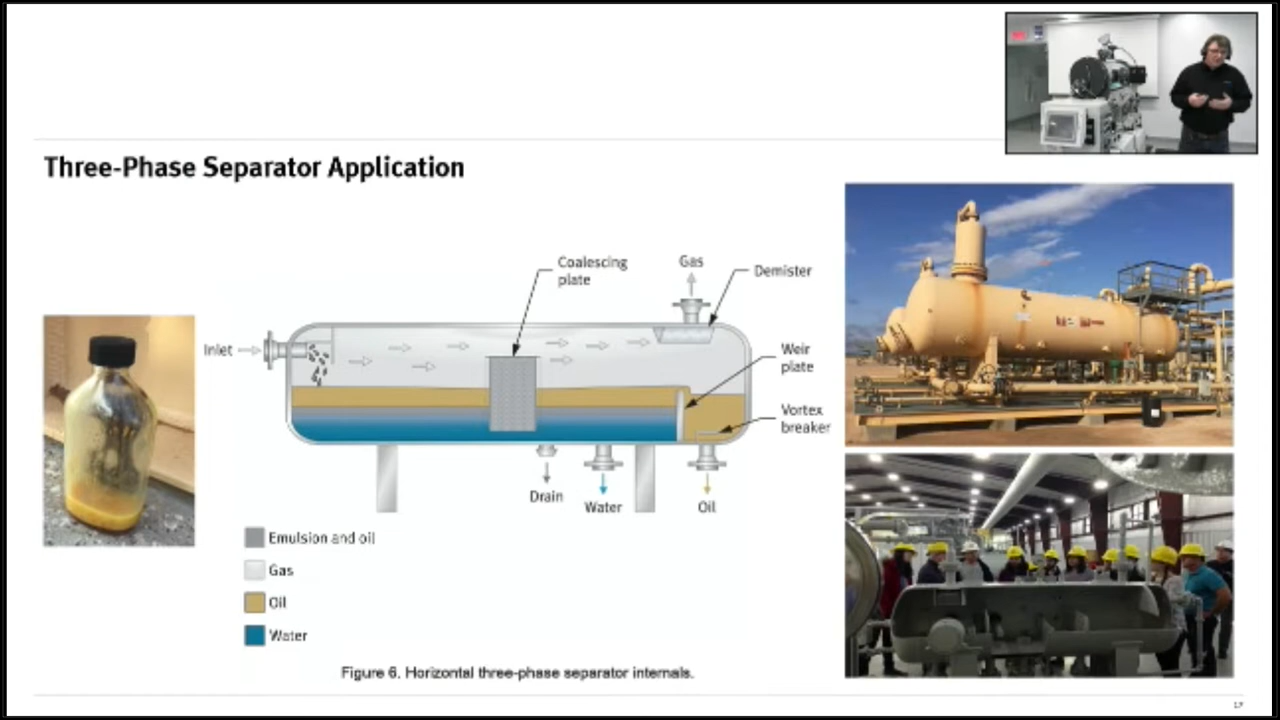 Three-Phase Separator Application
Coalescing
plate
Gas
Demister
Inlet
Weir
plate
Vortex
breaker
Drain
Water
Oil
Emulsion and oil
Gas
Oil
Water
Figure 6. Horizontal three-phase separator internals.
17